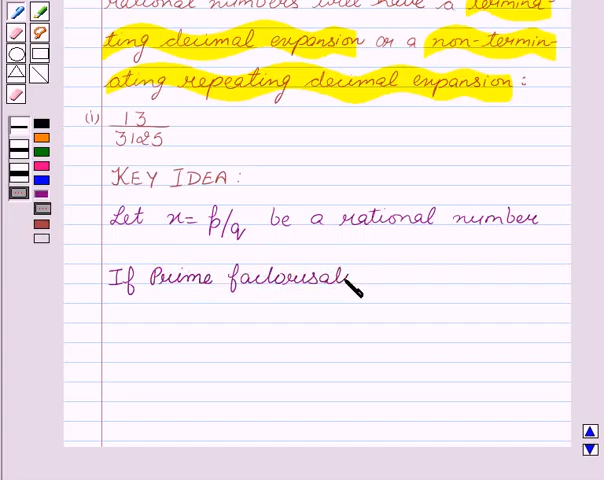 rational numbers will have a termina-
ting decimal expansion or a non-termin-
ating repeating decimal expansion :
(i) 13
3125
KEY IDEA :
Let x = p/q be a rational number
If Prime factorisat